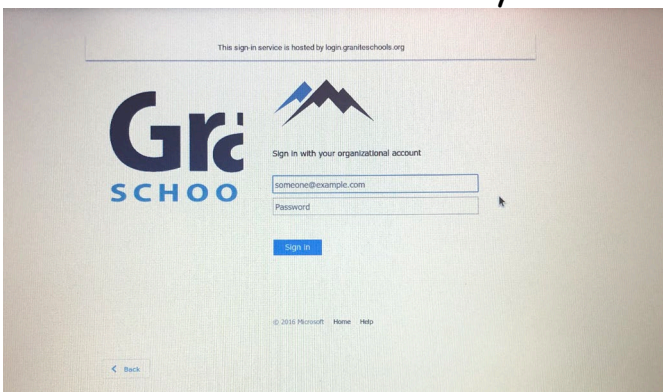 This sign-in service is hosted by login.graniteschools.org
Gra
SCHOO
Sign in with your organizational account
someone@example.com
Password
Sign in
© 2016 Microsoft Home Help
Back